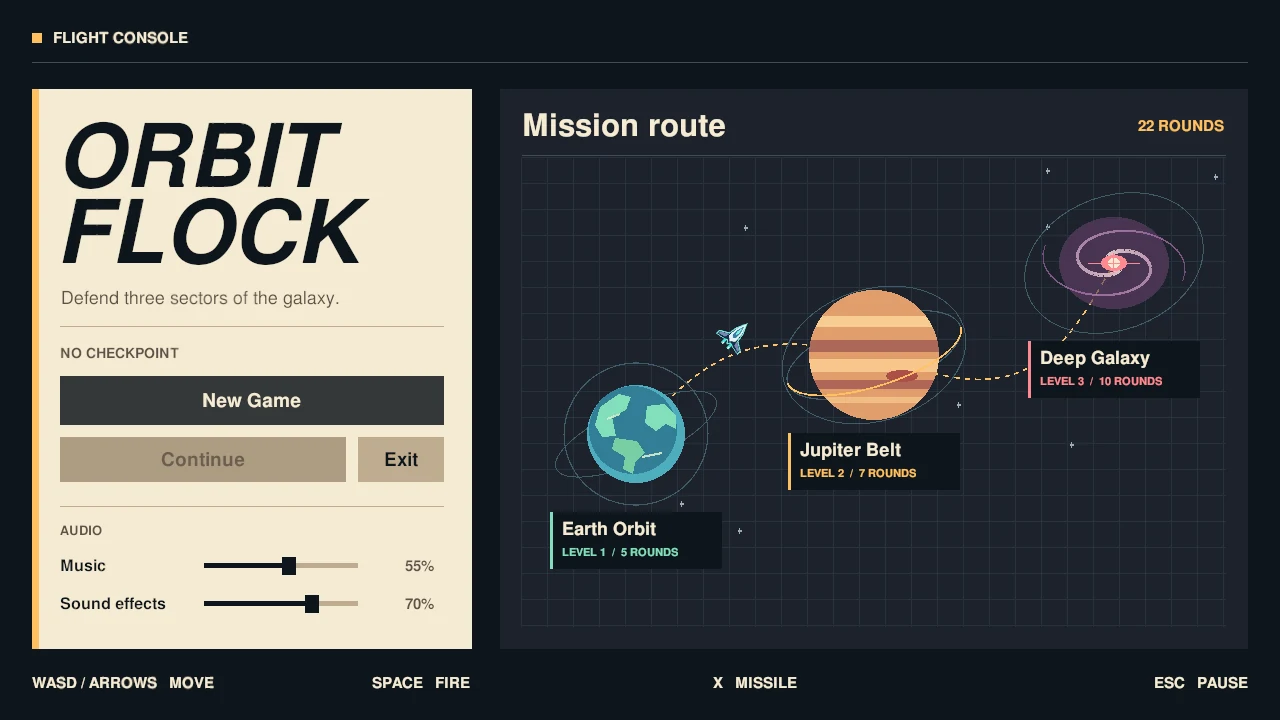 FLIGHT CONSOLE
ORBIT
FLOCK
Defend three sectors of the galaxy.
NO CHECKPOINT
New Game
Continue
Exit
AUDIO
Music
55%
Sound effects
70%
Mission route
22 ROUNDS
Deep Galaxy
LEVEL 3 / 10 ROUNDS
Jupiter Belt
LEVEL 2 / 7 ROUNDS
Earth Orbit
LEVEL 1 / 5 ROUNDS
WASD / ARROWS MOVE
SPACE FIRE
X MISSILE
ESC PAUSE